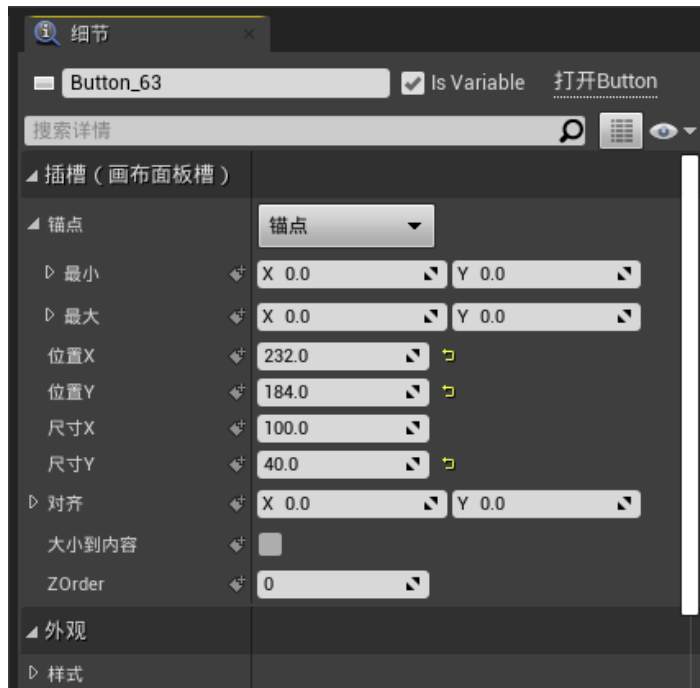 细节
Button_63 Is Variable 打开Button
搜索详情
插槽（画布面板槽）
锚点 锚点
最小 X 0.0 Y 0.0
最大 X 0.0 Y 0.0
位置X 232.0
位置Y 184.0
尺寸X 100.0
尺寸Y 40.0
对齐 X 0.0 Y 0.0
大小到内容
ZOrder 0
外观
样式